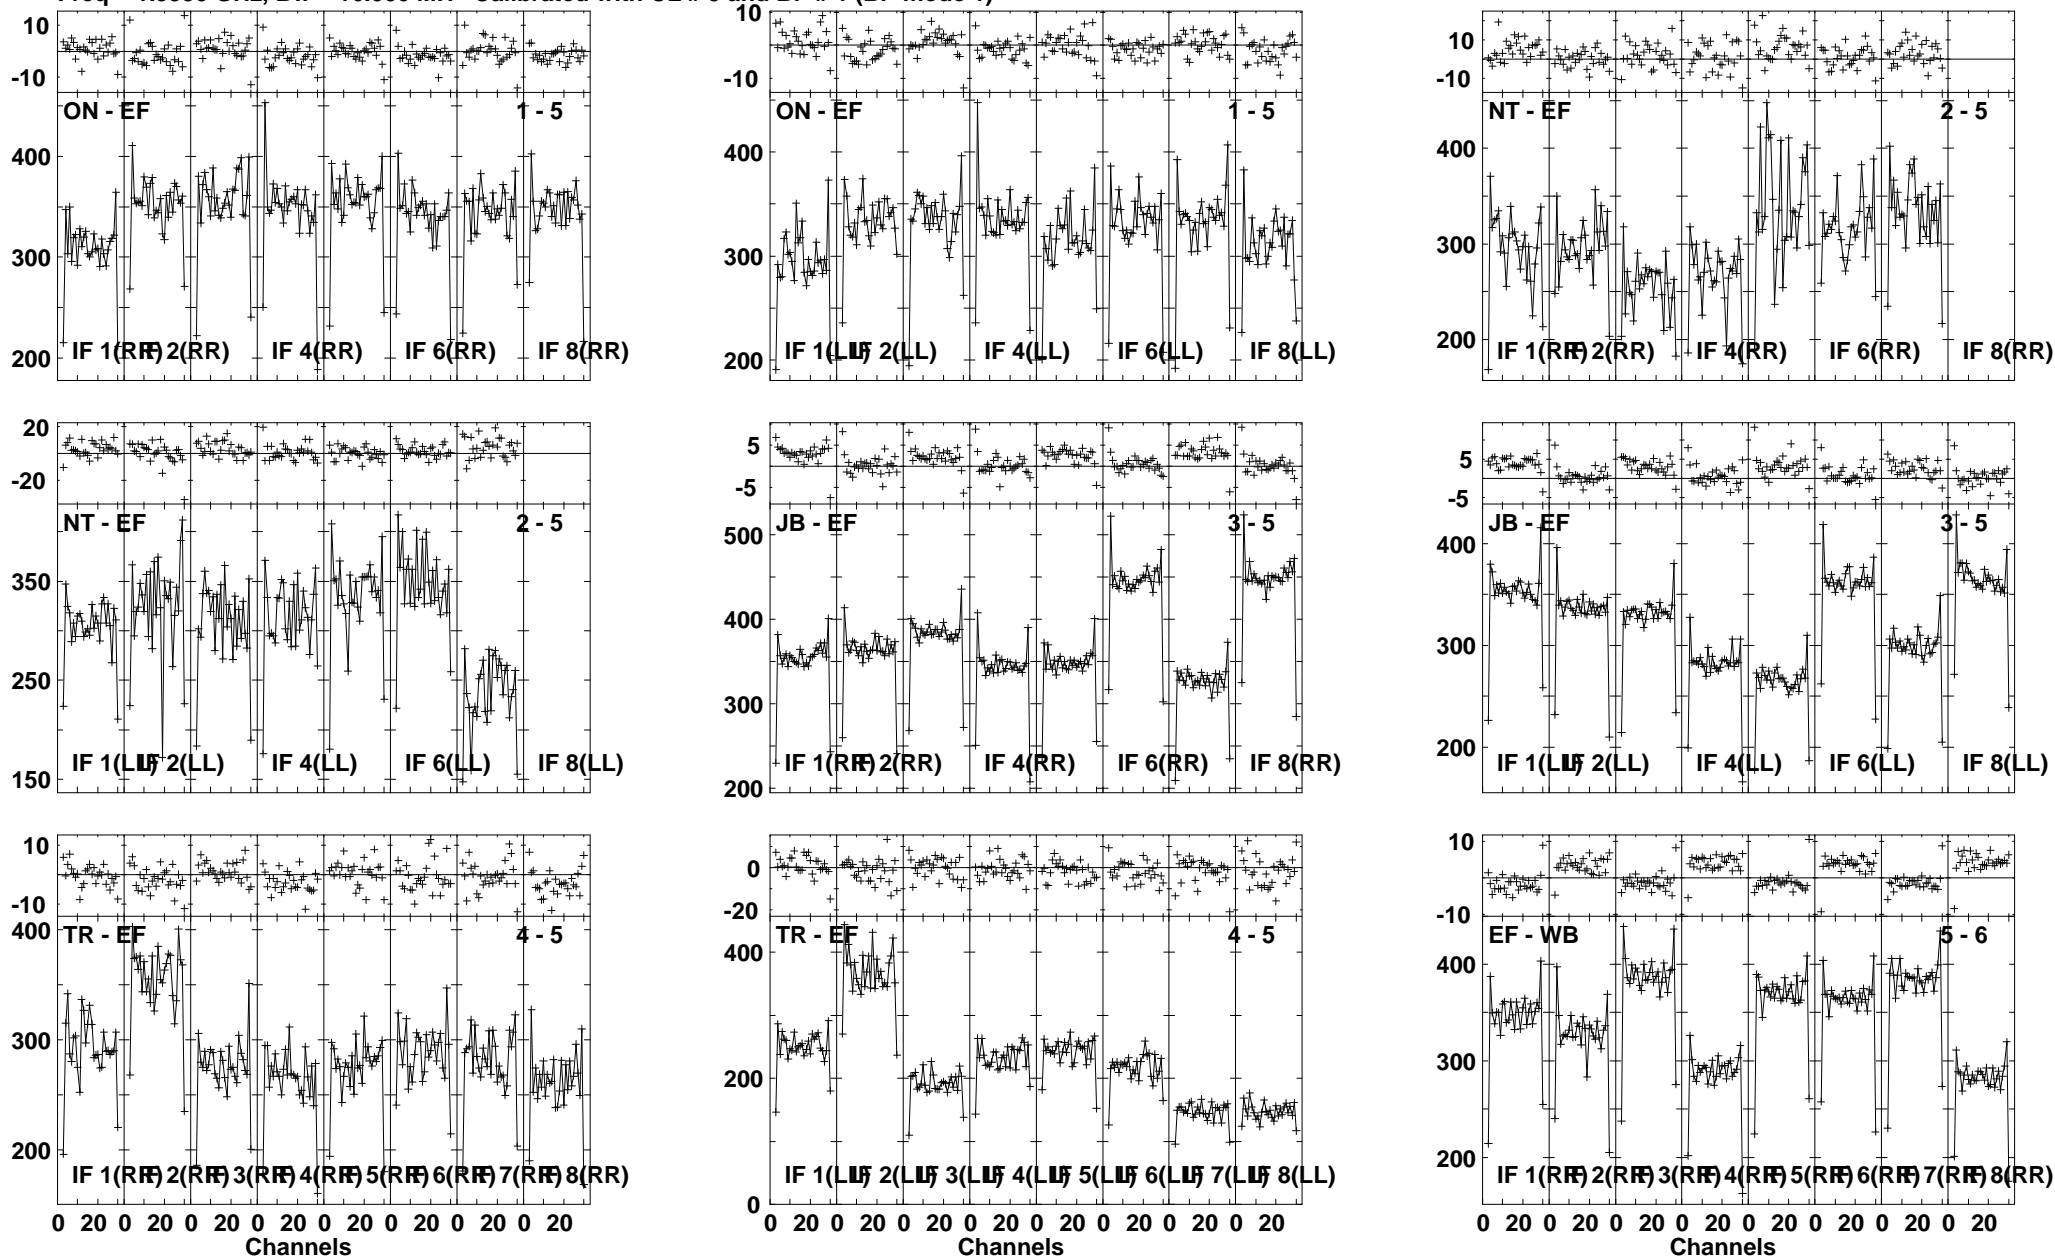 10
-10
ON - EF 1 - 5
400
300
200
IF 1(RR) IF 2(RR) IF 4(RR) IF 6(RR) IF 8(RR)
10
-10
ON - EF 1 - 5
400
300
200
IF 1(LL) IF 2(LL) IF 4(LL) IF 6(LL) IF 8(LL)
10
-10
NT - EF 2 - 5
400
300
200
IF 1(RR) IF 2(RR) IF 4(RR) IF 6(RR) IF 8(RR)
20
-20
NT - EF 2 - 5
350
250
150
IF 1(LL) IF 2(LL) IF 4(LL) IF 6(LL) IF 8(LL)
5
-5
JB - EF 3 - 5
500
400
300
200
IF 1(RR) IF 2(RR) IF 4(RR) IF 6(RR) IF 8(RR)
5
-5
JB - EF 3 - 5
400
300
200
IF 1(LL) IF 2(LL) IF 4(LL) IF 6(LL) IF 8(LL)
10
-10
TR - EF 4 - 5
400
300
200
IF 1(RR) IF 2(RR) IF 3(RR) IF 4(RR) IF 5(RR) IF 6(RR) IF 7(RR) IF 8(RR)
0 20 0 20 0 20 0 20 0 20 0 20 0 20 0 20
Channels
0
-20
TR - EF 4 - 5
400
200
0
IF 1(LL) IF 2(LL) IF 3(LL) IF 4(LL) IF 5(LL) IF 6(LL) IF 7(LL) IF 8(LL)
0 20 0 20 0 20 0 20 0 20 0 20 0 20 0 20
Channels
10
-10
EF - WB 5 - 6
400
300
200
IF 1(RR) IF 2(RR) IF 3(RR) IF 4(RR) IF 5(RR) IF 6(RR) IF 7(RR) IF 8(RR)
0 20 0 20 0 20 0 20 0 20 0 20 0 20 0 20
Channels